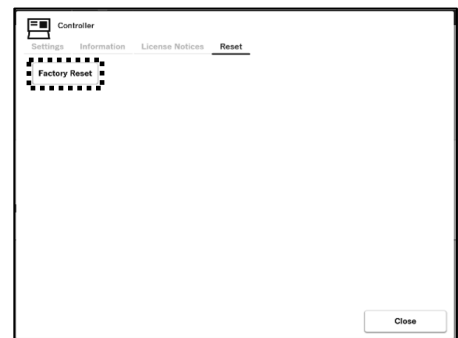 Controller
Settings Information License Notices Reset
Factory Reset
Close